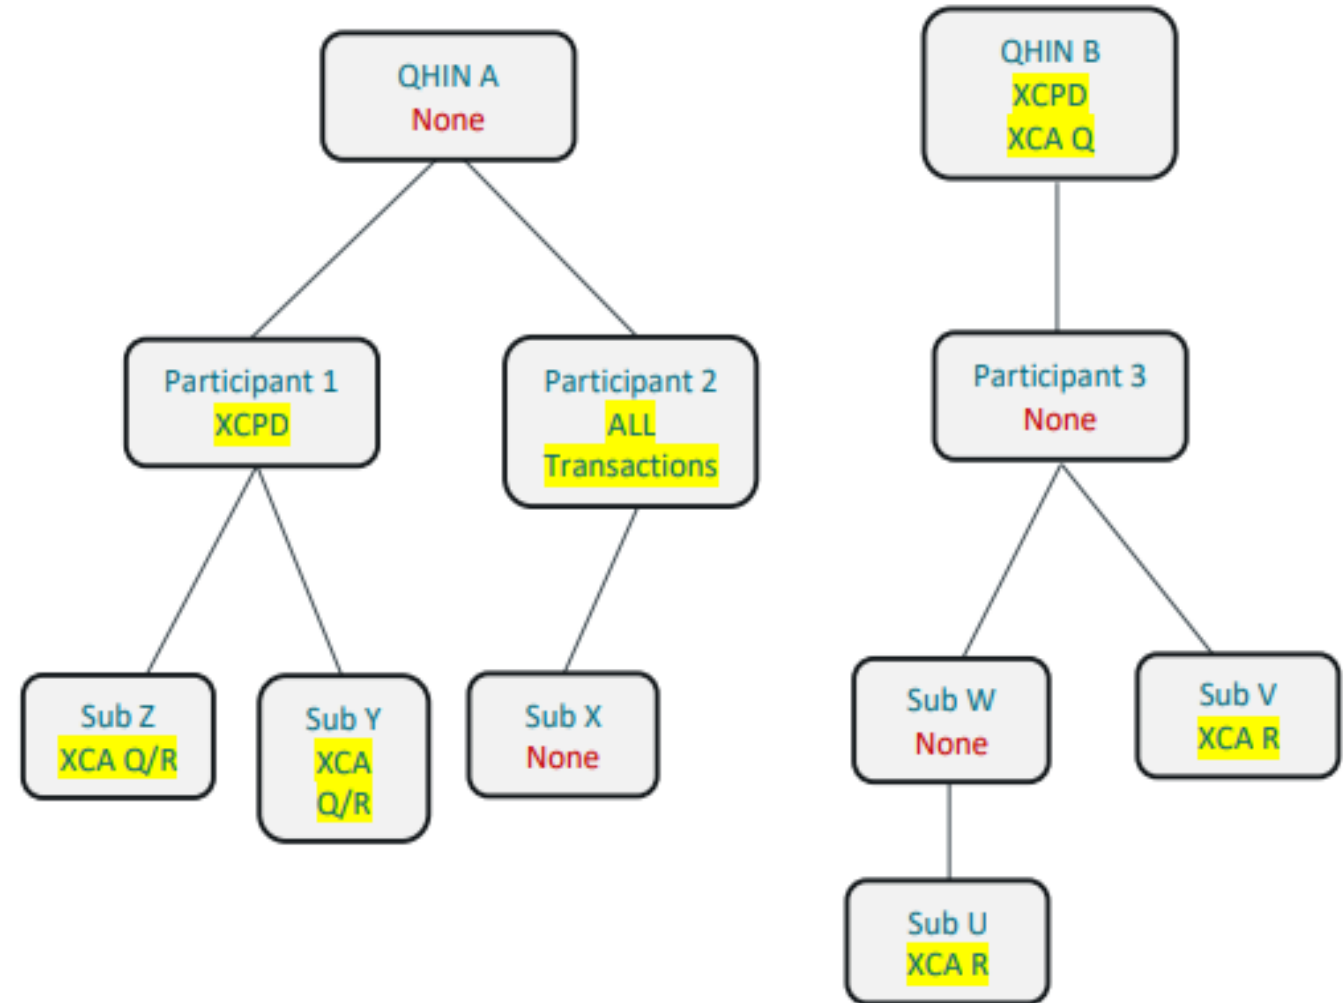 QHIN A
None
QHIN B
XCPD
XCA Q
Participant 1
XCPD
Participant 2
ALL
Transactions
Participant 3
None
Sub Z
XCA Q/R
Sub Y
XCA
Q/R
Sub X
None
Sub W
None
Sub V
XCA R
Sub U
XCA R